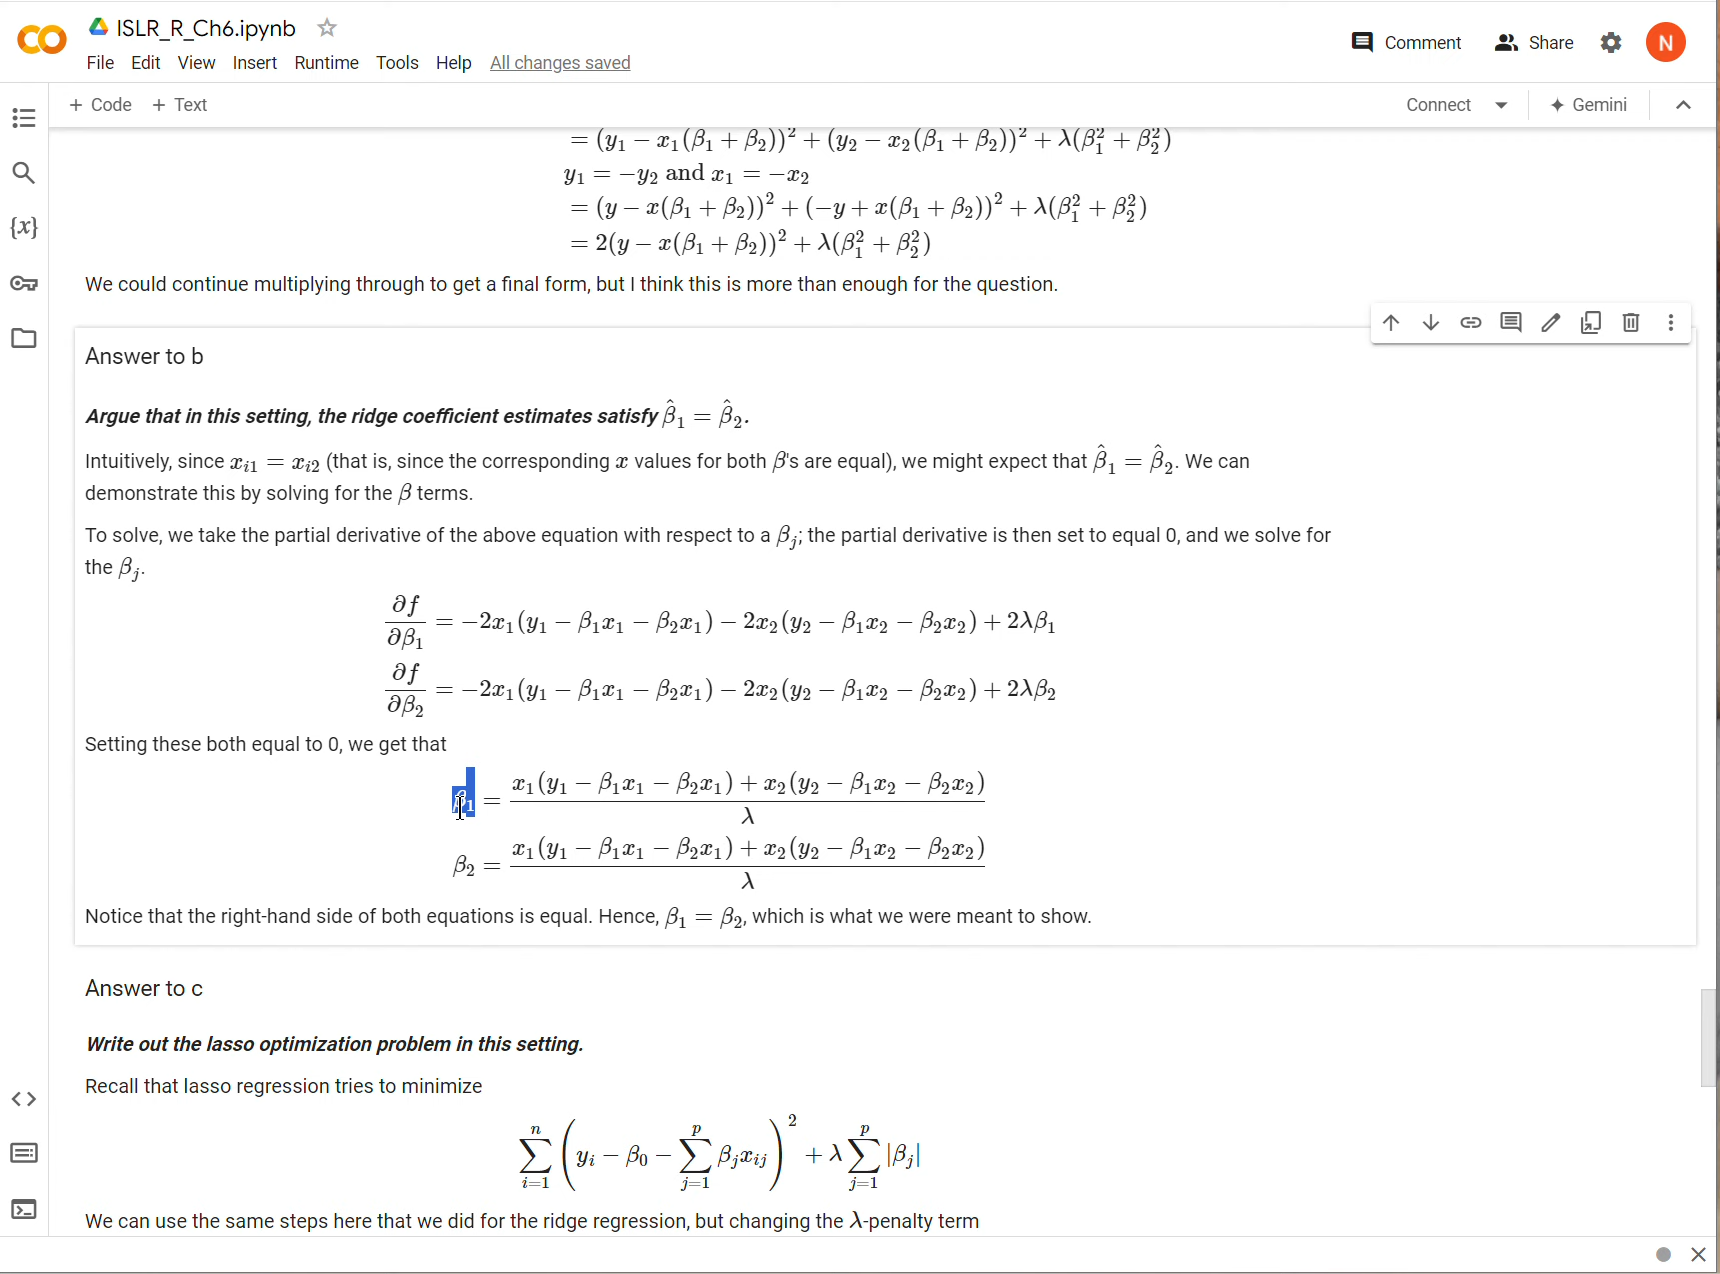 ISLR_R_Ch6.ipynb
Comment Share N
File Edit View Insert Runtime Tools Help All changes saved
+ Code + Text Connect Gemini
= (y₁ − x₁(β₁ + β₂))² + (y₂ − x₂(β₁ + β₂))² + λ(β₁² + β₂²)
y₁ = −y₂ and x₁ = −x₂
= (y − x(β₁ + β₂))² + (−y + x(β₁ + β₂))² + λ(β₁² + β₂²)
{x}
= 2(y − x(β₁ + β₂))² + λ(β₁² + β₂²)
We could continue multiplying through to get a final form, but I think this is more than enough for the question.
Answer to b
Argue that in this setting, the ridge coefficient estimates satisfy β̂₁ = β̂₂.
Intuitively, since xᵢ₁ = xᵢ₂ (that is, since the corresponding x values for both β's are equal), we might expect that β̂₁ = β̂₂. We can
demonstrate this by solving for the β terms.
To solve, we take the partial derivative of the above equation with respect to a βⱼ; the partial derivative is then set to equal 0, and we solve for
the βⱼ.
∂f/∂β₁ = −2x₁(y₁ − β₁x₁ − β₂x₁) − 2x₂(y₂ − β₁x₂ − β₂x₂) + 2λβ₁
∂f/∂β₂ = −2x₁(y₁ − β₁x₁ − β₂x₁) − 2x₂(y₂ − β₁x₂ − β₂x₂) + 2λβ₂
Setting these both equal to 0, we get that
β₁ = x₁(y₁ − β₁x₁ − β₂x₁) + x₂(y₂ − β₁x₂ − β₂x₂) / λ
β₂ = x₁(y₁ − β₁x₁ − β₂x₁) + x₂(y₂ − β₁x₂ − β₂x₂) / λ
Notice that the right-hand side of both equations is equal. Hence, β₁ = β₂, which is what we were meant to show.
Answer to c
Write out the lasso optimization problem in this setting.
Recall that lasso regression tries to minimize
∑ᵢ₌₁ⁿ (yᵢ − β₀ − ∑ⱼ₌₁ᵖ βⱼxᵢⱼ)² + λ ∑ⱼ₌₁ᵖ |βⱼ|
We can use the same steps here that we did for the ridge regression, but changing the λ-penalty term